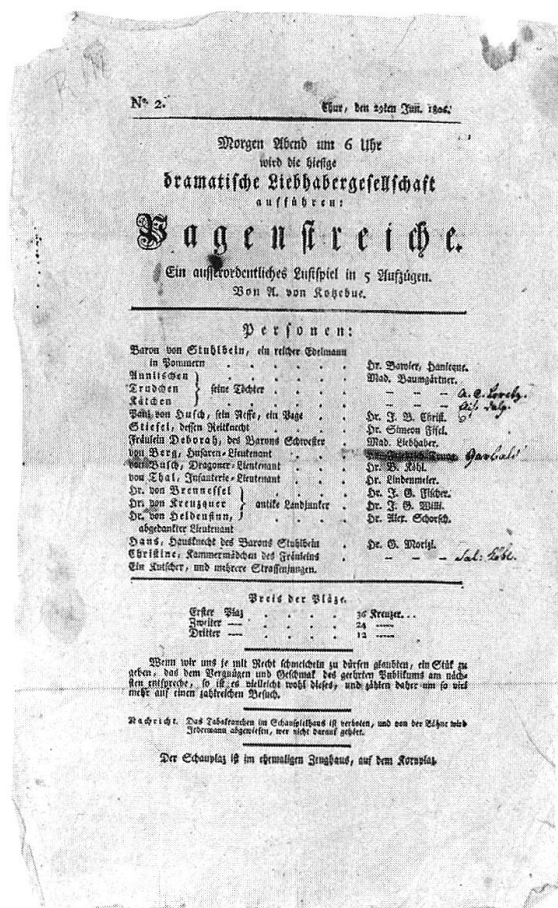 Nº. 2.
Chur, den 29ten Jun. 1806.
Morgen Abend um 6 Uhr
wird die hiesige
dramatische Liebhabergesellschaft
aufführen:
Pagenstreiche.
Ein ausserordentliches Lustspiel in 5 Aufzügen.
Von A. von Kotzebue.
Personen:
Baron von Stuhlbein, ein reicher Edelmann
in Pommern . . . . . . Hr. Bawier, Hanseque.
Annlischen } Mad. Baumgärtner.
Trudchen } seine Töchter . . . . – – –
Kätchen } – – –
Panz von Husch, sein Neffe, ein Page . . Hr. J. B. Christ.
Stiefel, dessen Reitknecht . . . . Hr. Simeon Fisel.
Fräulein Deborah, des Barons Schwester . Mad. Liebhaber.
von Berg, Husaren-Lieutenant . . . Garbald
von Busch, Dragoner-Lieutenant . . . Hr. B. Köhl.
von Thal, Infanterie-Lieutenant . . . Hr. Lindenmeier.
Hr. von Brennessel } Hr. J. G. Fischer.
Hr. von Kreuzquer } antike Landjunker . Hr. J. G. Willi.
Hr. von Heldensinn, } Hr. Alex. Schorsch.
abgedankter Lieutenant
Hans, Hausknecht des Barons Stuhlbein . Hr. G. Morizi.
Christine, Kammermädchen des Fräuleins . – – –
Ein Kutscher, und mehrere Strassenjungen.
Preis der Pläze.
Erster Plaz . . . . 36 Kreuzer.
Zweiter — . . . . 24 —
Dritter — . . . . 12 —
Wenn wir uns je mit Recht schmeicheln zu dürfen glaubten, ein Stük zu
geben, das dem Vergnügen und Geschmak des geehrten Publikums am näch-
sten entspreche, so ist es vielleicht wohl dieses, und zählen daher um so viel
mehr auf einen zahlreichen Besuch.
Nachricht. Das Tabakrauchen im Schauspielhaus ist verboten, und von der Bühne wird
Jedermann abgewiesen, wer nicht darauf gehört.
Der Schauplaz ist im ehemaligen Zeughaus, auf dem Kornplaz.